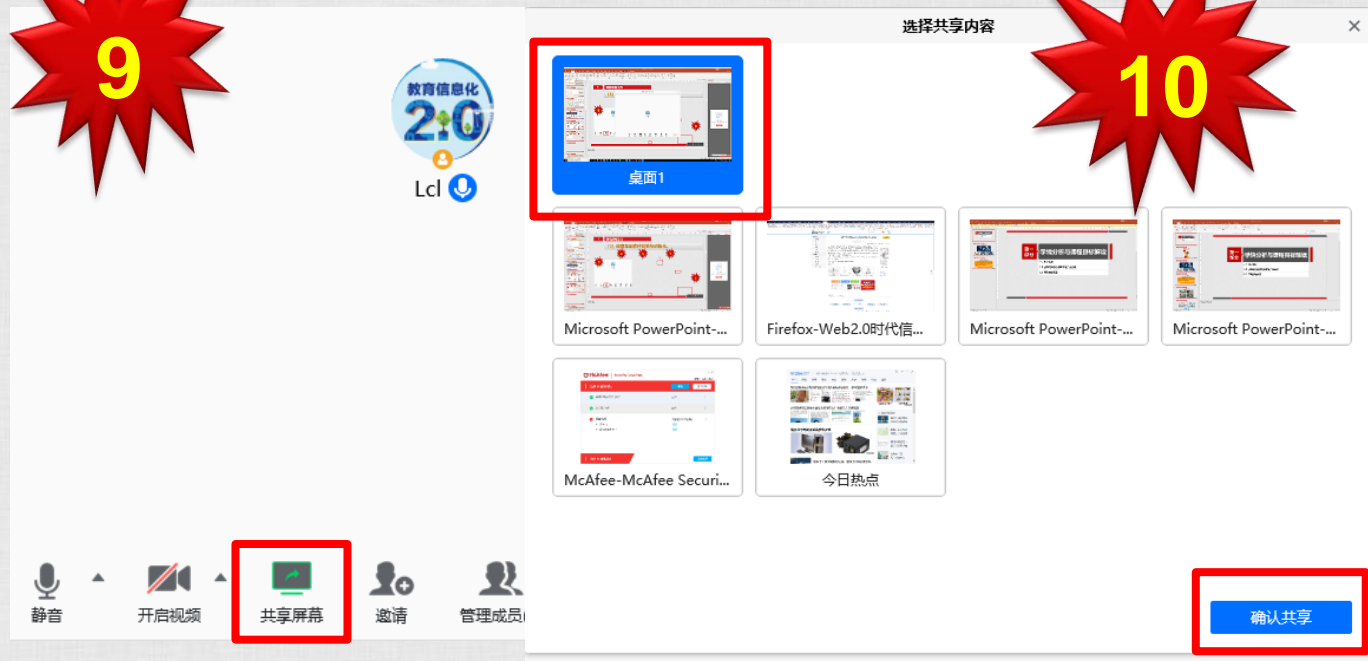 9
教育信息化
2.0
Lcl
静音
开启视频
共享屏幕
邀请
管理成员(
选择共享内容
10
桌面1
Microsoft PowerPoint-...
Firefox-Web2.0时代信...
Microsoft PowerPoint-...
Microsoft PowerPoint-...
McAfee-McAfee Securi...
今日热点
确认共享